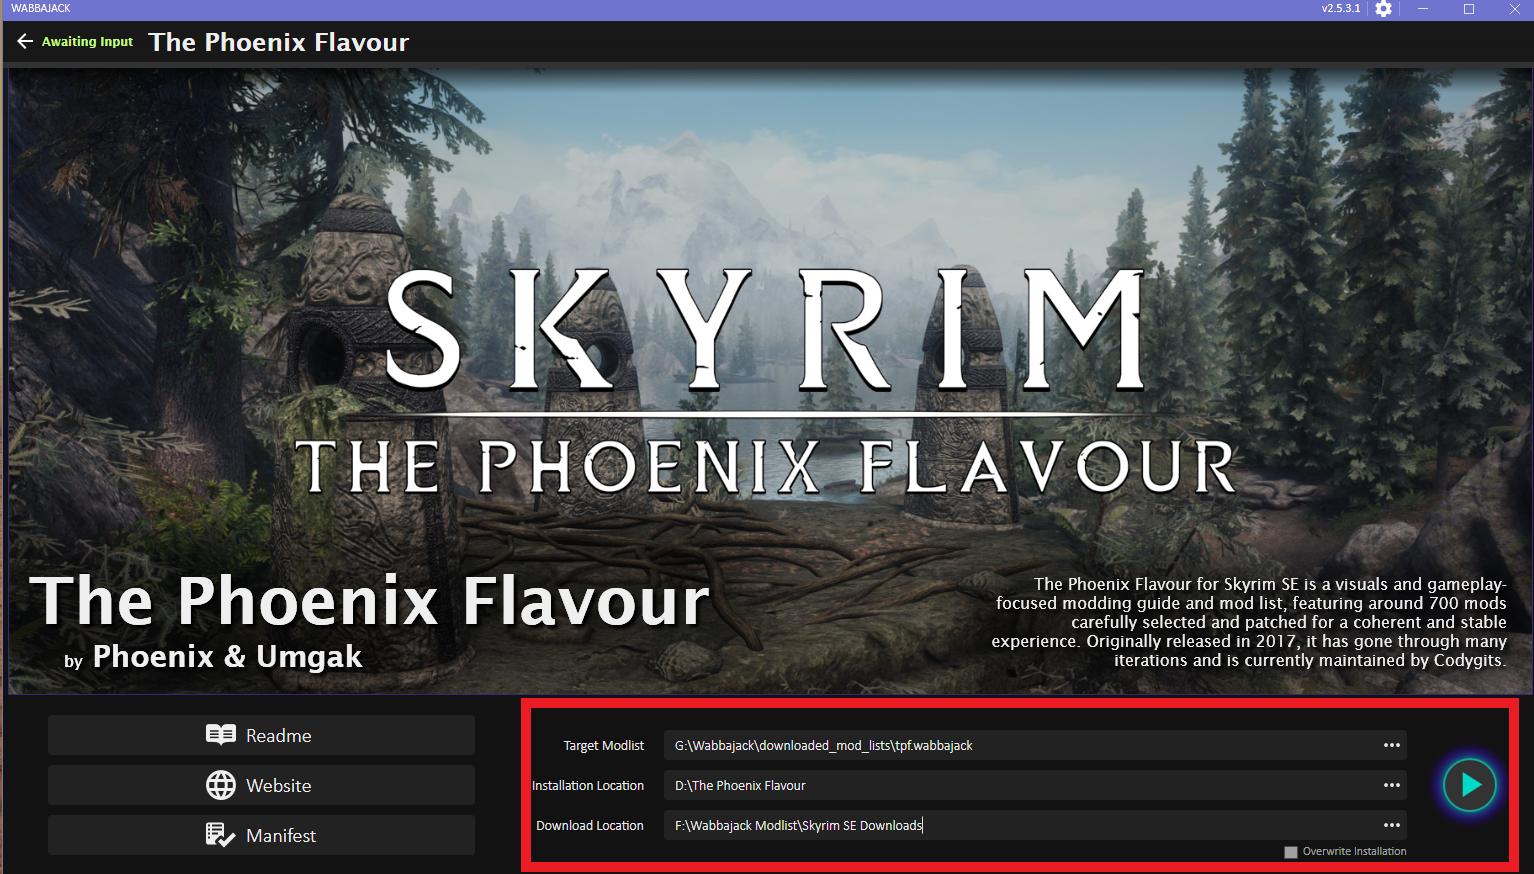 WABBAJACK
v2.5.3.1
Awaiting Input
The Phoenix Flavour
SKYRIM
THE PHOENIX FLAVOUR
The Phoenix Flavour
by Phoenix & Umgak
The Phoenix Flavour for Skyrim SE is a visuals and gameplay-
focused modding guide and mod list, featuring around 700 mods
carefully selected and patched for a coherent and stable
experience. Originally released in 2017, it has gone through many
iterations and is currently maintained by Codygits.
Readme
Website
Manifest
Target Modlist G:\Wabbajack\downloaded_mod_lists\tpf.wabbajack
Installation Location D:\The Phoenix Flavour
Download Location F:\Wabbajack Modlist\Skyrim SE Downloads
Overwrite Installation